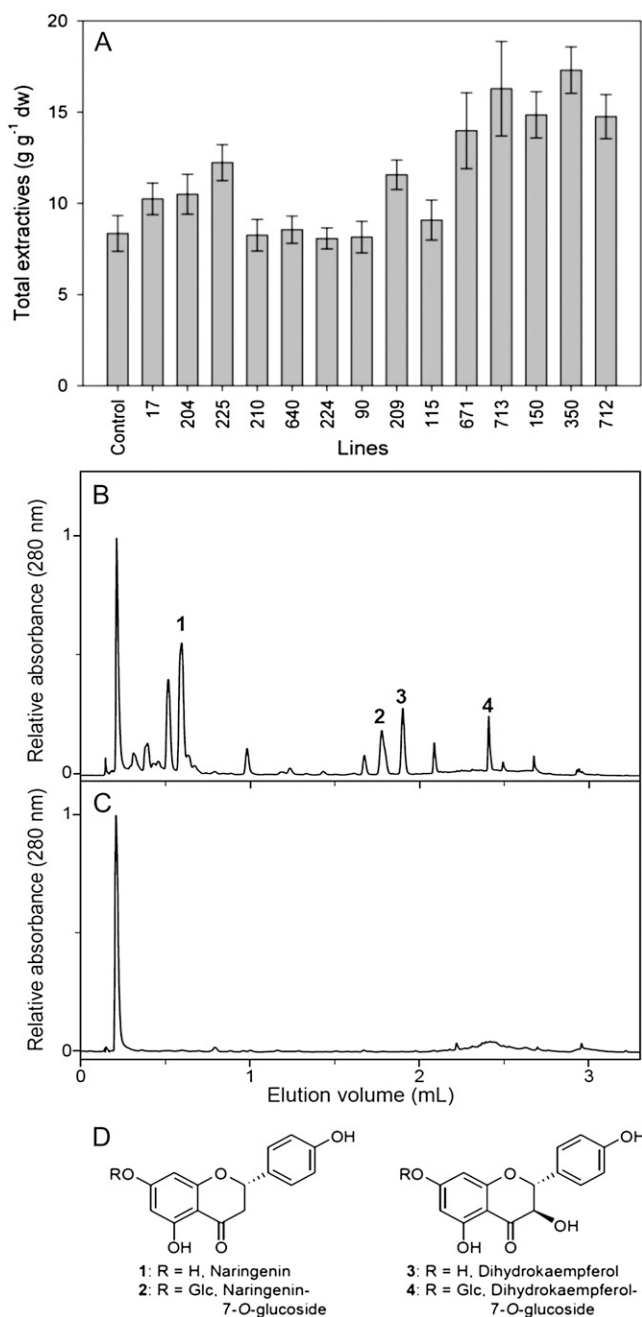 A
Total extractives (g g⁻¹ dw)
20
15
10
5
0
Control
17
204
225
210
640
224
90
209
115
671
713
150
350
712
Lines
B
Relative absorbance (280 nm)
1
0
1
2
3
4
C
Relative absorbance (280 nm)
1
0
0
1
2
3
Elution volume (mL)
D
OH
RO
O
OH
O
1: R = H, Naringenin
2: R = Glc, Naringenin-
7-O-glucoside
OH
RO
O
OH
OH
O
3: R = H, Dihydrokaempferol
4: R = Glc, Dihydrokaempferol-
7-O-glucoside